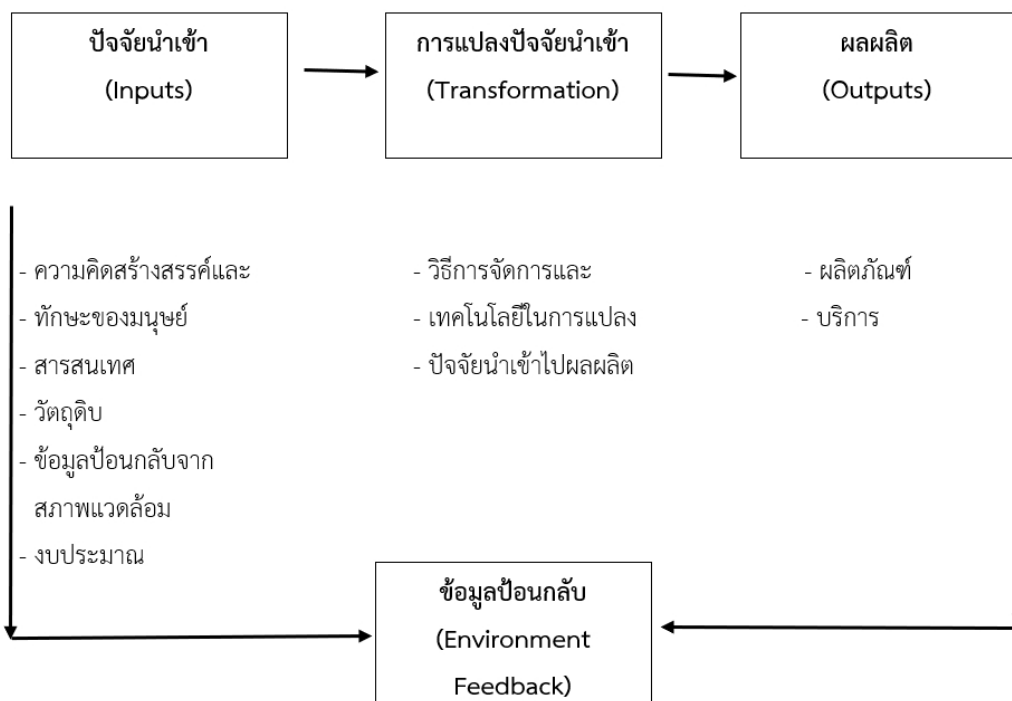 ปัจจัยนำเข้า
(Inputs)
การแปลงปัจจัยนำเข้า
(Transformation)
ผลผลิต
(Outputs)
- ความคิดสร้างสรรค์และ
- ทักษะของมนุษย์
- สารสนเทศ
- วัตถุดิบ
- ข้อมูลป้อนกลับจาก
สภาพแวดล้อม
- งบประมาณ
- วิธีการจัดการและ
- เทคโนโลยีในการแปลง
- ปัจจัยนำเข้าไปผลผลิต
- ผลิตภัณฑ์
- บริการ
ข้อมูลป้อนกลับ
(Environment
Feedback)